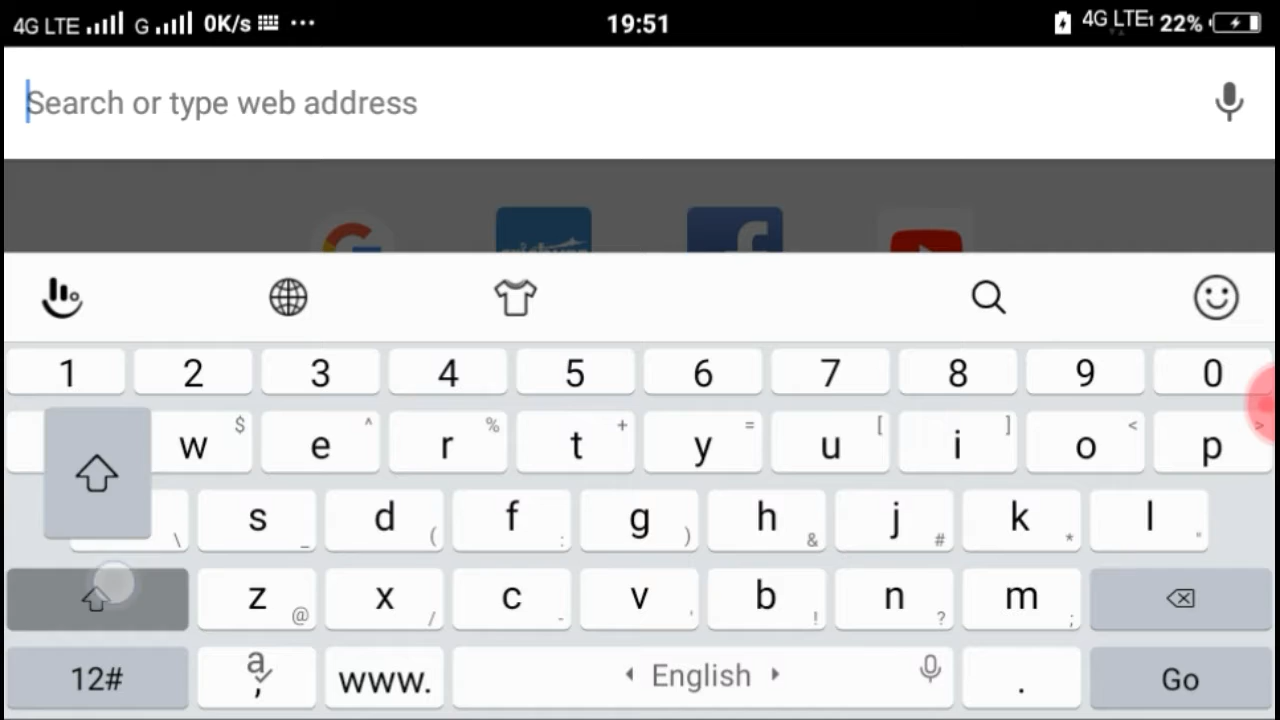 4G LTE G 0K/s ... 19:51 4G LTE1 22%
Search or type web address
1 2 3 4 5 6 7 8 9 0
w $ e ^ r % t + y = u [ i ] o < p >
\ s _ d ( f : g ) h & j # k * l "
z @ x / c - v ' b ! n ? m ;
12# a , www. English . Go